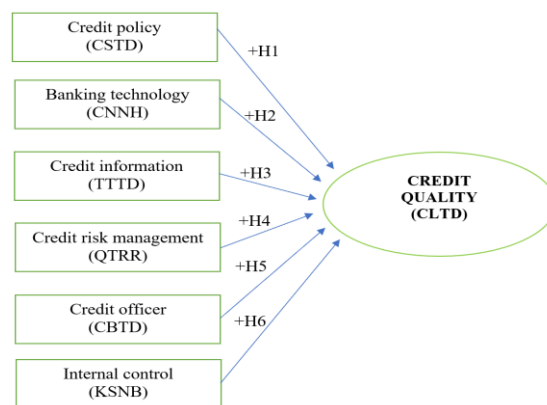 Credit policy
(CSTD)
+H1
Banking technology
(CNNH)
+H2
Credit information
(TTTD)
+H3
Credit risk management
(QTRR)
+H4
Credit officer
(CBTD)
+H5
Internal control
(KSNB)
+H6
CREDIT
QUALITY
(CLTD)